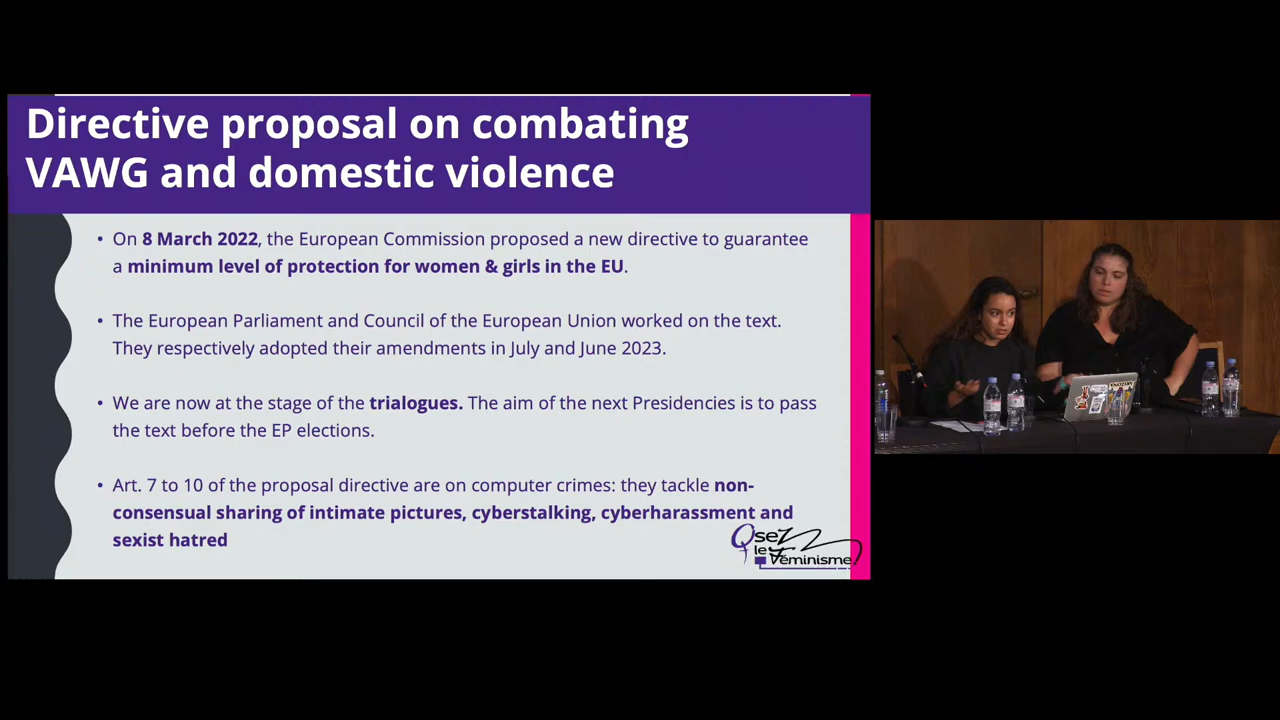 Directive proposal on combating
VAWG and domestic violence
• On 8 March 2022, the European Commission proposed a new directive to guarantee
a minimum level of protection for women & girls in the EU.
• The European Parliament and Council of the European Union worked on the text.
They respectively adopted their amendments in July and June 2023.
• We are now at the stage of the trialogues. The aim of the next Presidencies is to pass
the text before the EP elections.
• Art. 7 to 10 of the proposal directive are on computer crimes: they tackle non-
consensual sharing of intimate pictures, cyberstalking, cyberharassment and
sexist hatred
Osez
le
Féminisme